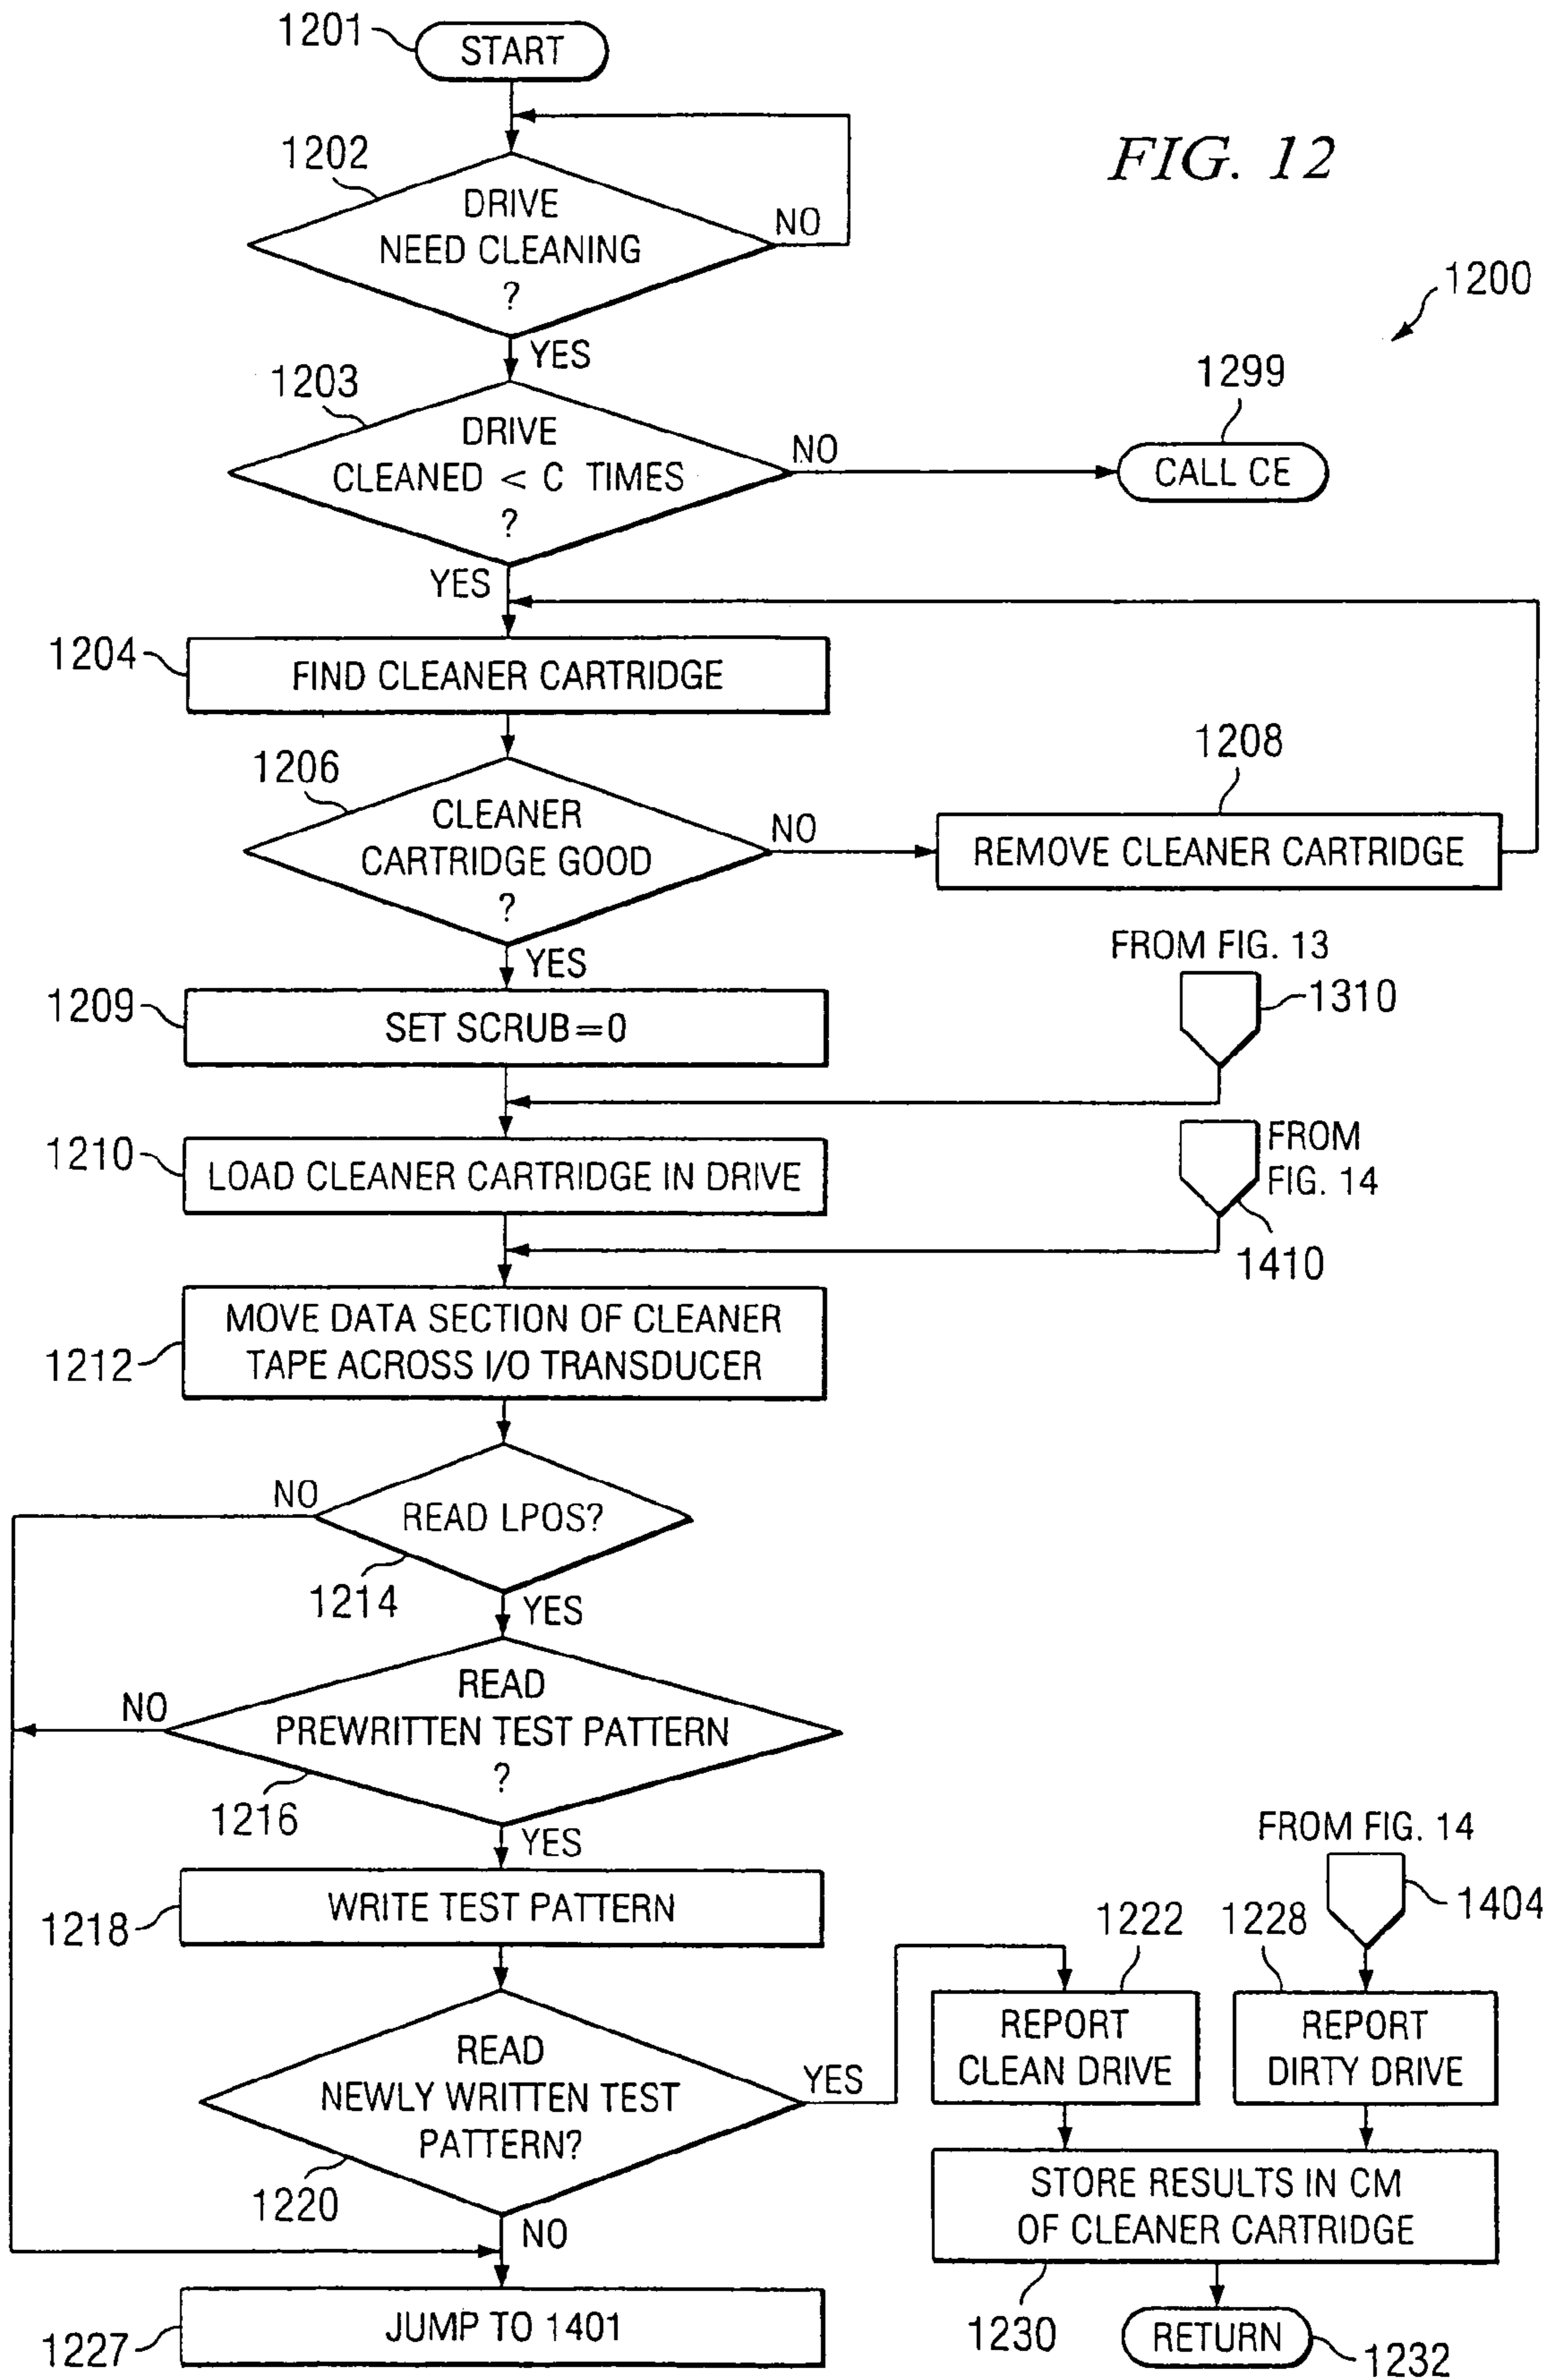 1201
START
FIG. 12
1202
DRIVE
NEED CLEANING
?
NO
1200
YES
1203
DRIVE
CLEANED < C TIMES
?
NO
1299
CALL CE
YES
1204
FIND CLEANER CARTRIDGE
1206
CLEANER
CARTRIDGE GOOD
?
NO
1208
REMOVE CLEANER CARTRIDGE
YES
FROM FIG. 13
1310
1209
SET SCRUB=0
1210
LOAD CLEANER CARTRIDGE IN DRIVE
FROM
FIG. 14
1410
1212
MOVE DATA SECTION OF CLEANER
TAPE ACROSS I/O TRANSDUCER
NO
READ LPOS?
1214
YES
NO
READ
PREWRITTEN TEST PATTERN
?
1216
YES
FROM FIG. 14
1404
1218
WRITE TEST PATTERN
1222
1228
READ
NEWLY WRITTEN TEST
PATTERN?
YES
REPORT
CLEAN DRIVE
REPORT
DIRTY DRIVE
1220
NO
STORE RESULTS IN CM
OF CLEANER CARTRIDGE
1227
JUMP TO 1401
1230
RETURN
1232